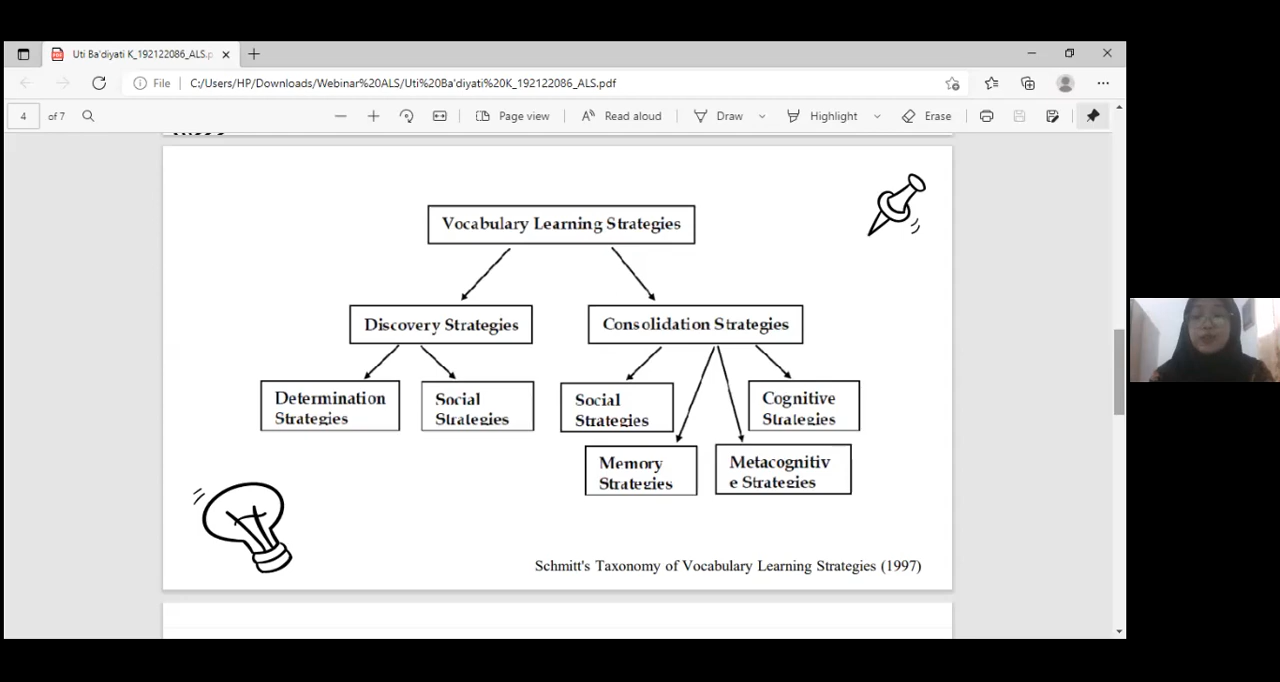 Uti Ba'diyati K_192122086_ALS.p
File
C:/Users/HP/Downloads/Webinar%20ALS/Uti%20Ba'diyati%20K_192122086_ALS.pdf
4 of 7
Page view
Read aloud
Draw
Highlight
Erase
Vocabulary Learning Strategies
Discovery Strategies
Consolidation Strategies
Determination
Strategies
Social
Strategies
Social
Strategies
Cognitive
Strategies
Memory
Strategies
Metacognitiv
e Strategies
Schmitt's Taxonomy of Vocabulary Learning Strategies (1997)